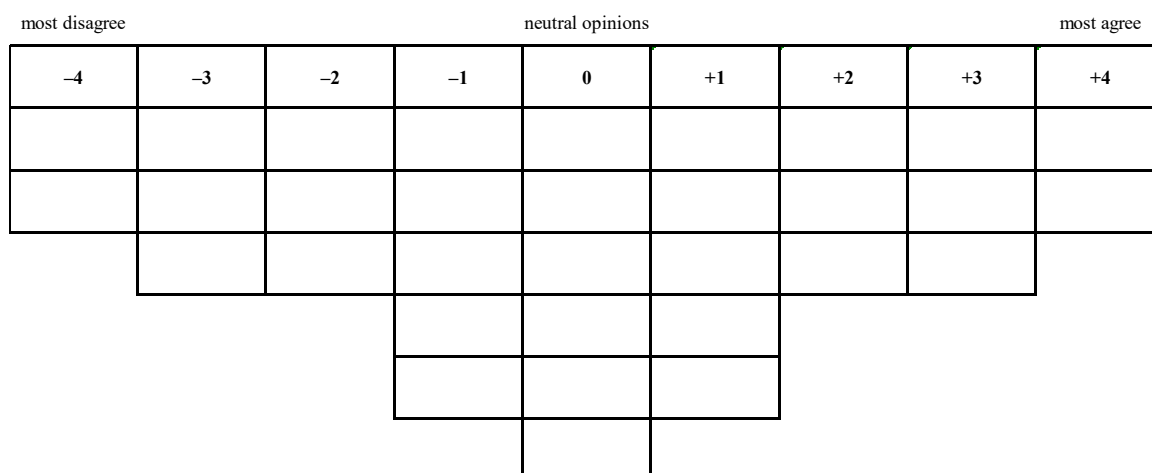 most disagree neutral opinions most agree
–4 –3 –2 –1 0 +1 +2 +3 +4